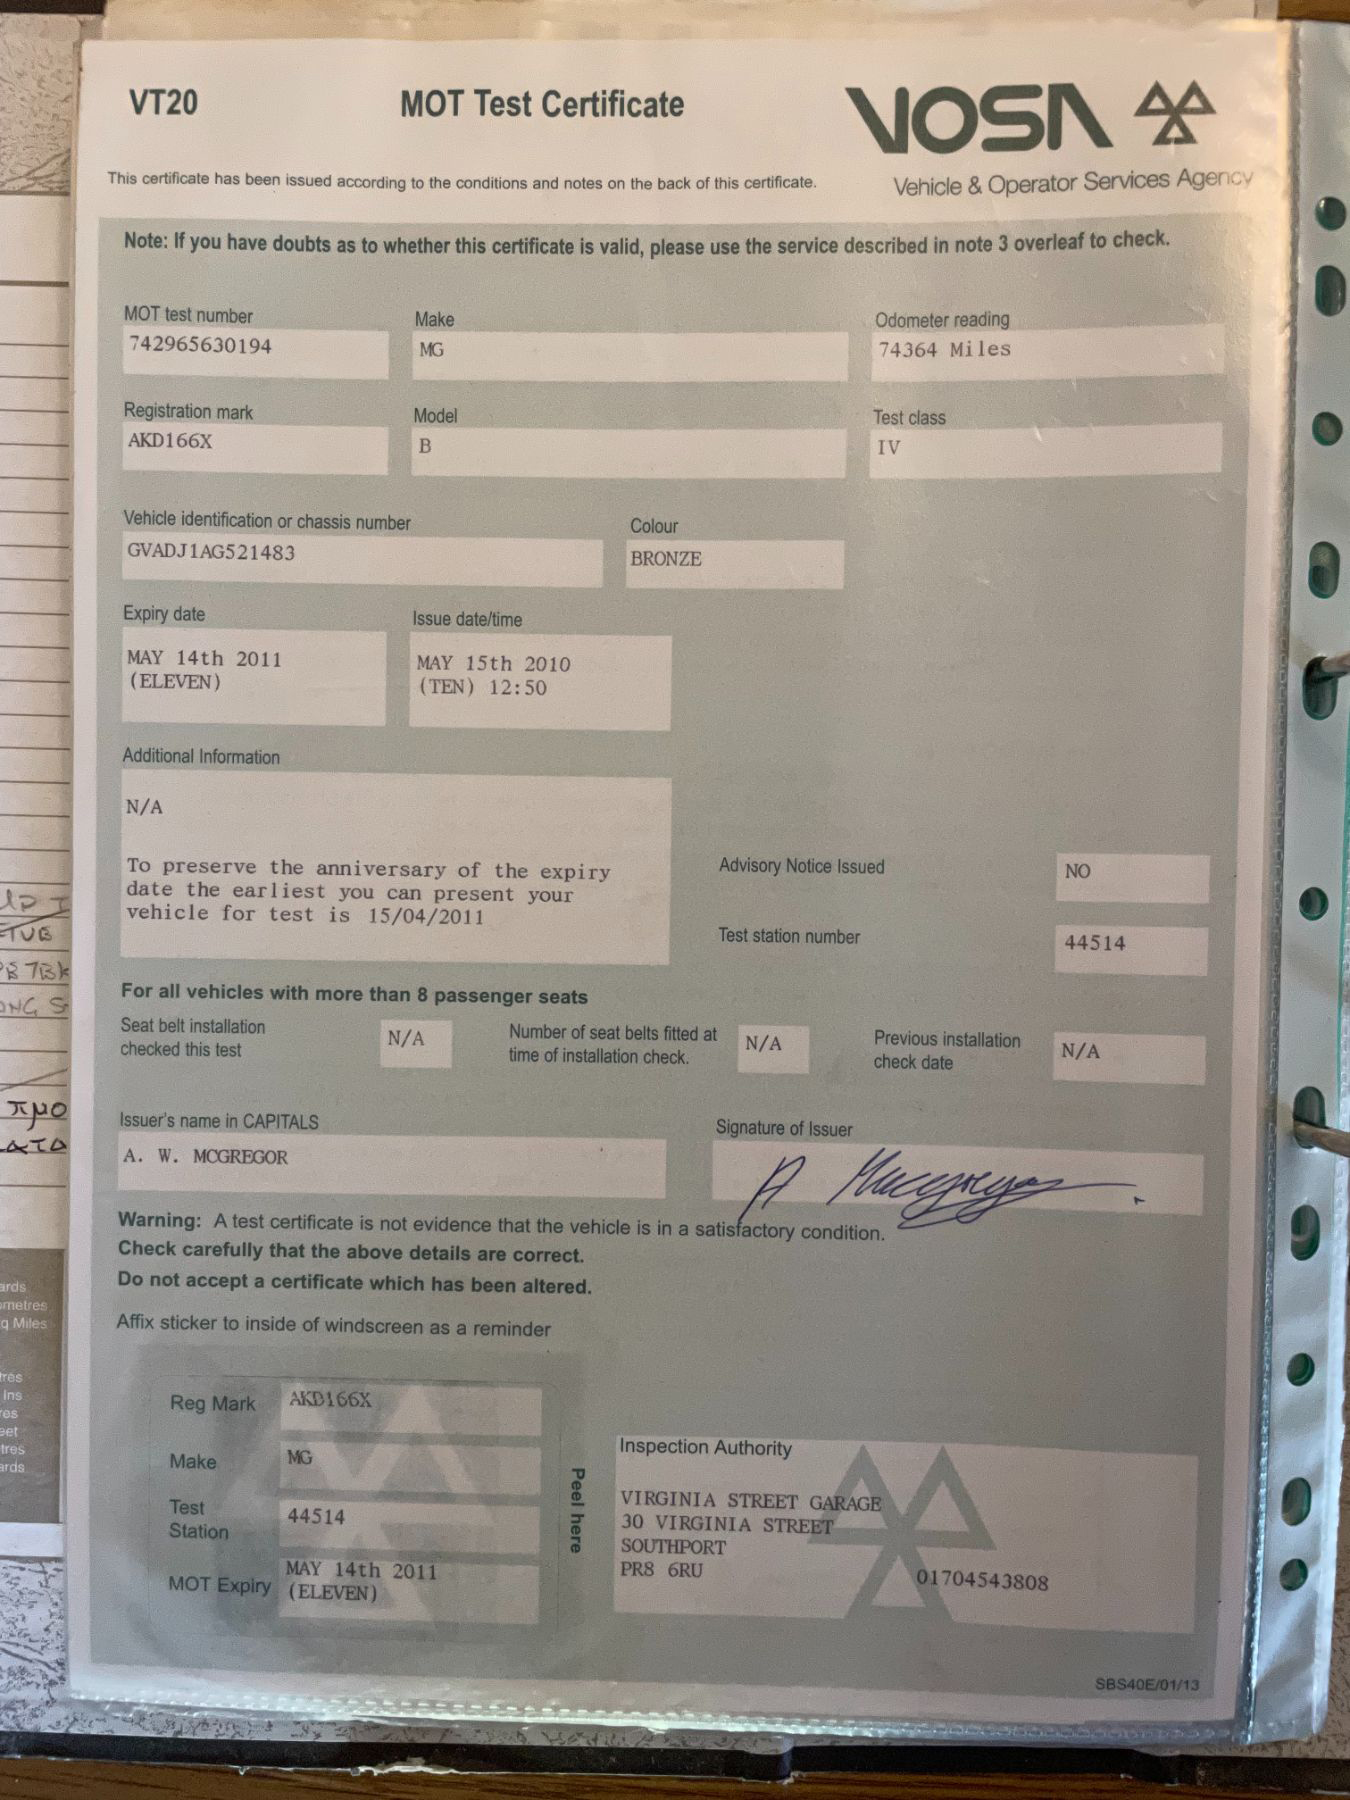 VT20
MOT Test Certificate
VOSA
This certificate has been issued according to the conditions and notes on the back of this certificate.
Vehicle & Operator Services Agency
Note: If you have doubts as to whether this certificate is valid, please use the service described in note 3 overleaf to check.
MOT test number
742965630194
Make
MG
Odometer reading
74364 Miles
Registration mark
AKD166X
Model
B
Test class
IV
Vehicle identification or chassis number
GVADJ1AG521483
Colour
BRONZE
Expiry date
MAY 14th 2011
(ELEVEN)
Issue date/time
MAY 15th 2010
(TEN) 12:50
Additional Information
N/A
To preserve the anniversary of the expiry
date the earliest you can present your
vehicle for test is 15/04/2011
Advisory Notice Issued
NO
Test station number
44514
For all vehicles with more than 8 passenger seats
Seat belt installation
checked this test
N/A
Number of seat belts fitted at
time of installation check.
N/A
Previous installation
check date
N/A
Issuer's name in CAPITALS
A. W. MCGREGOR
Signature of Issuer
A Macgregor
Warning: A test certificate is not evidence that the vehicle is in a satisfactory condition.
Check carefully that the above details are correct.
Do not accept a certificate which has been altered.
Affix sticker to inside of windscreen as a reminder
Reg Mark
AKD166X
Make
MG
Test
Station
44514
MOT Expiry
MAY 14th 2011
(ELEVEN)
Peel here
Inspection Authority
VIRGINIA STREET GARAGE
30 VIRGINIA STREET
SOUTHPORT
PR8 6RU
01704543808
SBS40E/01/13
Miles
Ins